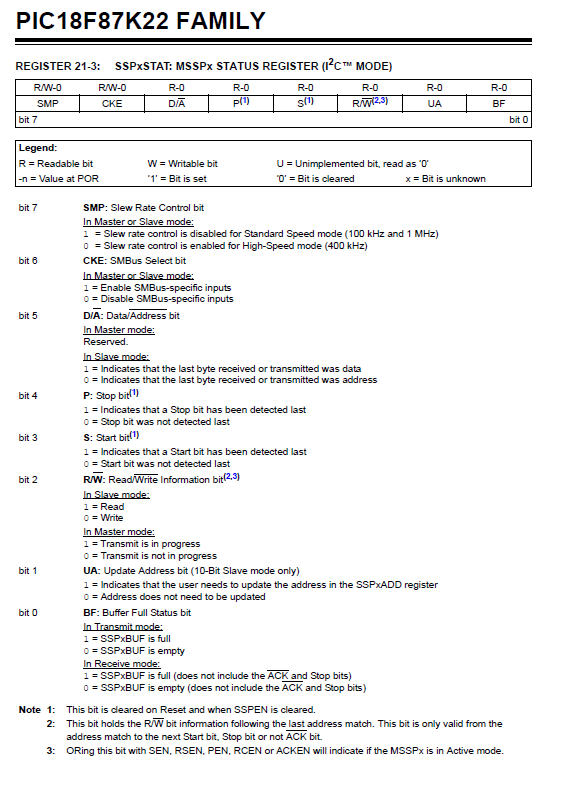 PIC18F87K22 FAMILY
REGISTER 21-3: SSPxSTAT: MSSPx STATUS REGISTER (I²C™ MODE)
R/W-0 R/W-0 R-0 R-0 R-0 R-0 R-0 R-0
SMP CKE D/A̅ P(1) S(1) R/W̅(2,3) UA BF
bit 7 bit 0
Legend:
R = Readable bit W = Writable bit U = Unimplemented bit, read as '0'
-n = Value at POR '1' = Bit is set '0' = Bit is cleared x = Bit is unknown
bit 7 SMP: Slew Rate Control bit
In Master or Slave mode:
1 = Slew rate control is disabled for Standard Speed mode (100 kHz and 1 MHz)
0 = Slew rate control is enabled for High-Speed mode (400 kHz)
bit 6 CKE: SMBus Select bit
In Master or Slave mode:
1 = Enable SMBus-specific inputs
0 = Disable SMBus-specific inputs
bit 5 D/A̅: Data/Address bit
In Master mode:
Reserved.
In Slave mode:
1 = Indicates that the last byte received or transmitted was data
0 = Indicates that the last byte received or transmitted was address
bit 4 P: Stop bit(1)
1 = Indicates that a Stop bit has been detected last
0 = Stop bit was not detected last
bit 3 S: Start bit(1)
1 = Indicates that a Start bit has been detected last
0 = Start bit was not detected last
bit 2 R/W̅: Read/Write Information bit(2,3)
In Slave mode:
1 = Read
0 = Write
In Master mode:
1 = Transmit is in progress
0 = Transmit is not in progress
bit 1 UA: Update Address bit (10-Bit Slave mode only)
1 = Indicates that the user needs to update the address in the SSPxADD register
0 = Address does not need to be updated
bit 0 BF: Buffer Full Status bit
In Transmit mode:
1 = SSPxBUF is full
0 = SSPxBUF is empty
In Receive mode:
1 = SSPxBUF is full (does not include the A̅C̅K̅ and Stop bits)
0 = SSPxBUF is empty (does not include the A̅C̅K̅ and Stop bits)
Note 1: This bit is cleared on Reset and when SSPEN is cleared.
2: This bit holds the R/W̅ bit information following the last address match. This bit is only valid from the
address match to the next Start bit, Stop bit or not A̅C̅K̅ bit.
3: ORing this bit with SEN, RSEN, PEN, RCEN or ACKEN will indicate if the MSSPx is in Active mode.